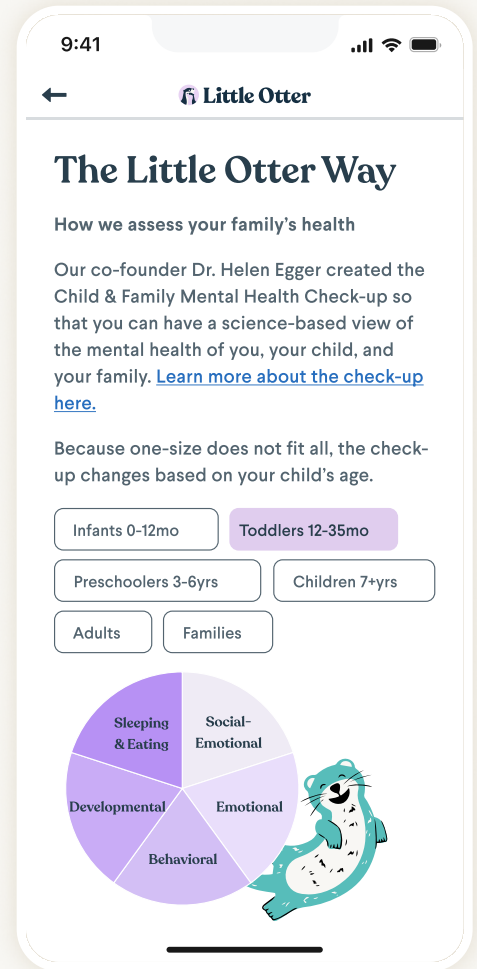 9:41
Little Otter
The Little Otter Way
How we assess your family’s health
Our co-founder Dr. Helen Egger created the
Child & Family Mental Health Check-up so
that you can have a science-based view of
the mental health of you, your child, and
your family. Learn more about the check-up
here.
Because one-size does not fit all, the check-
up changes based on your child’s age.
Infants 0-12mo
Toddlers 12-35mo
Preschoolers 3-6yrs
Children 7+yrs
Adults
Families
Sleeping
& Eating
Social-
Emotional
Developmental
Emotional
Behavioral